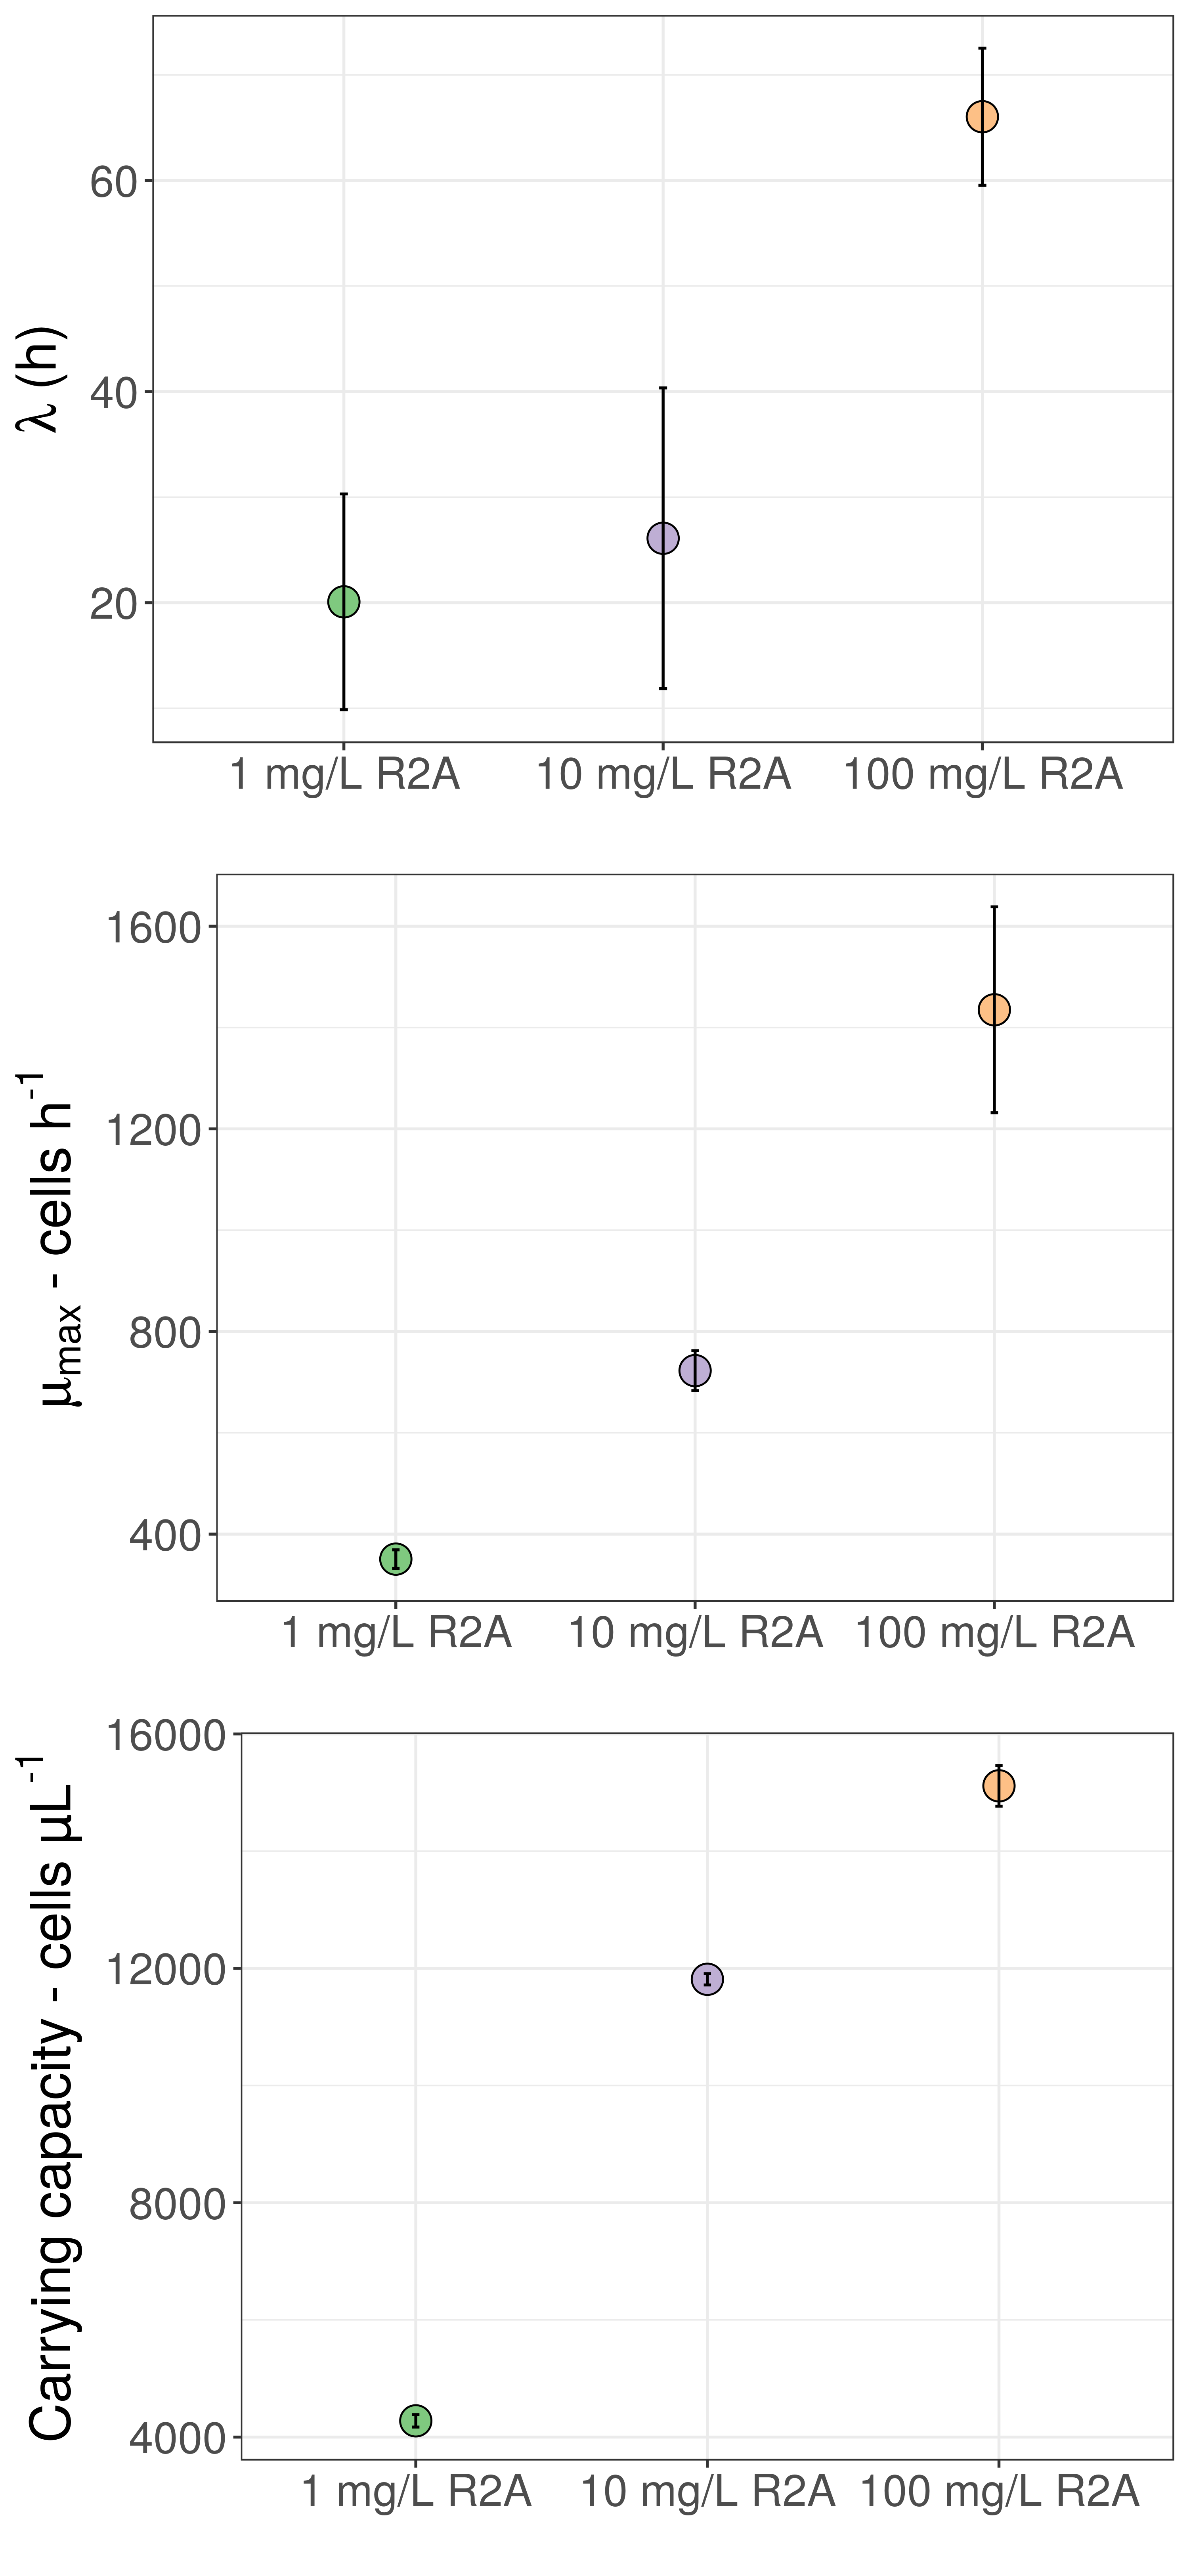 λ (h)
60
40
20
1 mg/L R2A 10 mg/L R2A 100 mg/L R2A
μmax - cells h-1
1600
1200
800
400
1 mg/L R2A 10 mg/L R2A 100 mg/L R2A
Carrying capacity - cells μL-1
16000
12000
8000
4000
1 mg/L R2A 10 mg/L R2A 100 mg/L R2A